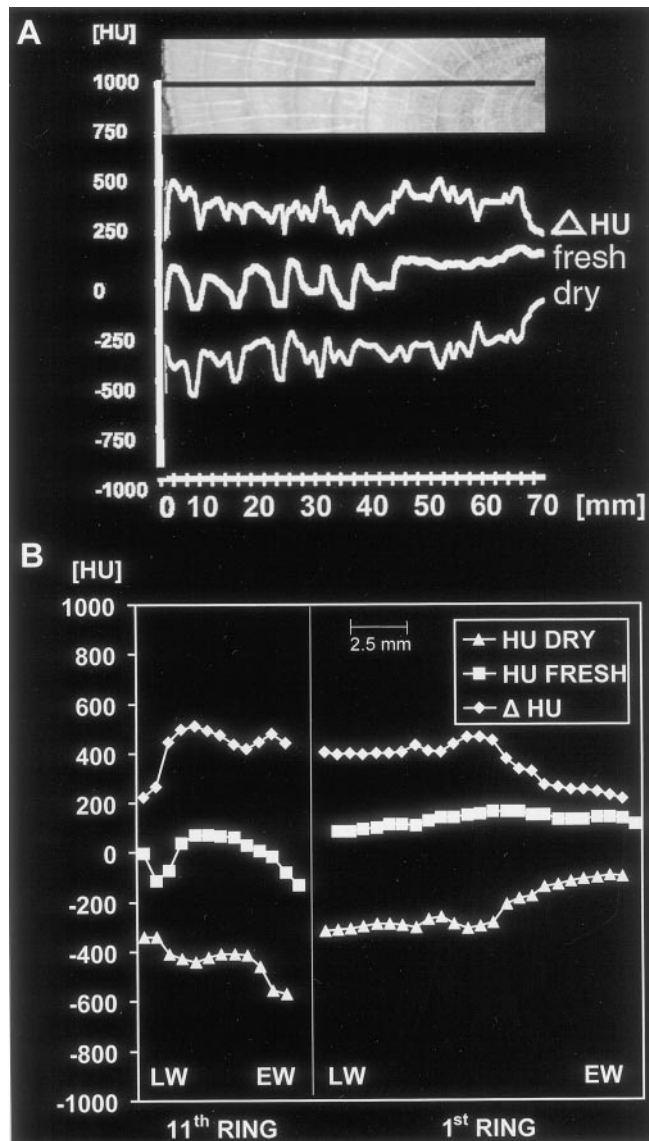 A
[HU]
1000
750
500
250
0
-250
-500
-750
-1000
△ HU
fresh
dry
0 10 20 30 40 50 60 70 [mm]
B
[HU]
1000
800
600
400
200
0
-200
-400
-600
-800
-1000
2.5 mm
HU DRY
HU FRESH
Δ HU
LW EW LW EW
11th RING 1st RING